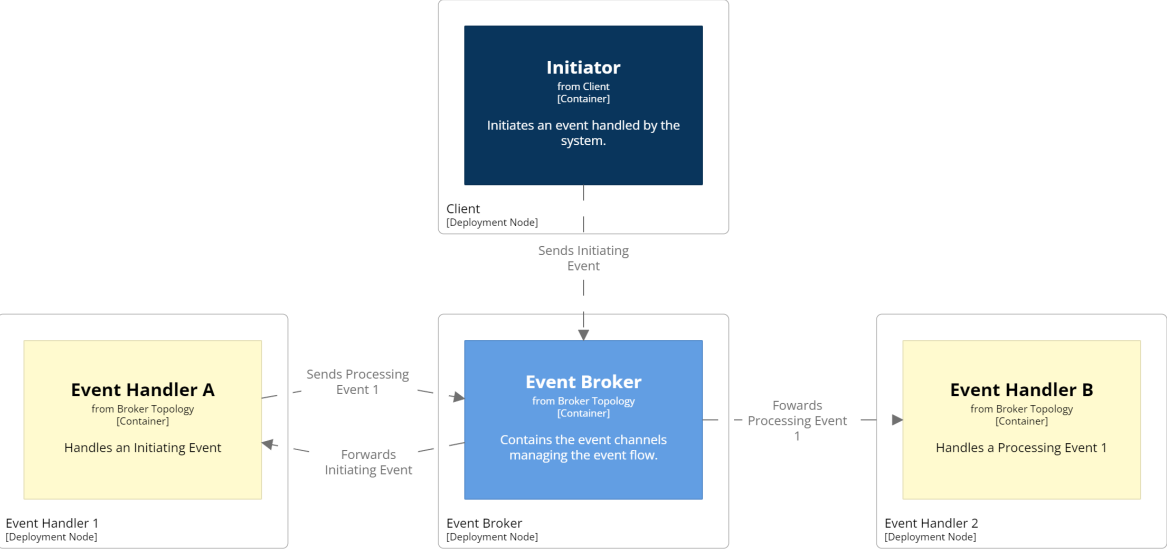 Initiator
from Client
[Container]
Initiates an event handled by the
system.
Client
[Deployment Node]
Sends Initiating
Event
Event Handler A
from Broker Topology
[Container]
Handles an Initiating Event
Event Handler 1
[Deployment Node]
Sends Processing
Event 1
Forwards
Initiating Event
Event Broker
from Broker Topology
[Container]
Contains the event channels
managing the event flow.
Event Broker
[Deployment Node]
Fowards
Processing Event
1
Event Handler B
from Broker Topology
[Container]
Handles a Processing Event 1
Event Handler 2
[Deployment Node]